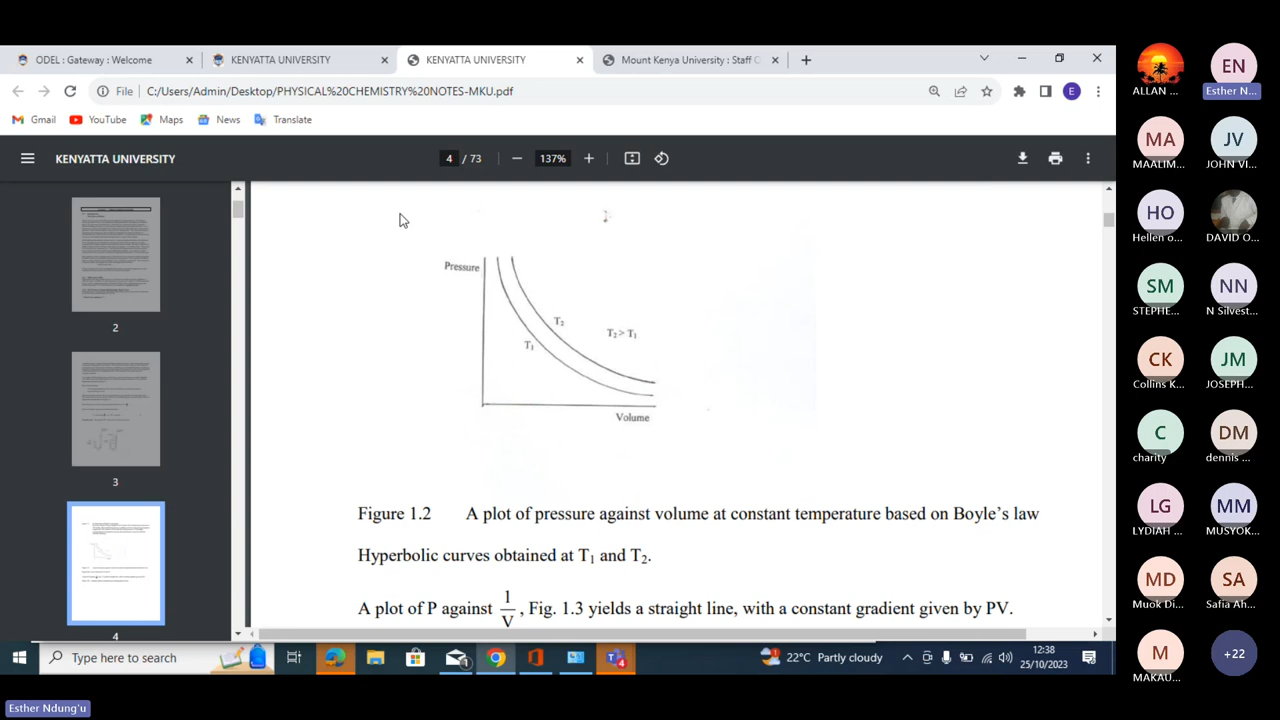 ODEL : Gateway : Welcome
KENYATTA UNIVERSITY
KENYATTA UNIVERSITY
Mount Kenya University : Staff
File C:/Users/Admin/Desktop/PHYSICAL%20CHEMISTRY%20NOTES-MKU.pdf
E
Gmail YouTube Maps News Translate
KENYATTA UNIVERSITY 4 / 73 137%
2
3
4
Pressure
T₂
T₂ > T₁
T₁
Volume
Figure 1.2 A plot of pressure against volume at constant temperature based on Boyle's law
Hyperbolic curves obtained at T₁ and T₂.
A plot of P against 1/V, Fig. 1.3 yields a straight line, with a constant gradient given by PV.
Type here to search
1
4
22°C Partly cloudy
12:38
25/10/2023
Esther Ndung'u
ALLAN ...
EN
Esther N...
MA
MAALIM...
JV
JOHN VI...
HO
Hellen o...
DAVID O...
SM
STEPHE...
NN
N Silvest...
CK
Collins K...
JM
JOSEPH...
C
charity
DM
dennis ...
LG
LYDIAH ...
MM
MUSYOK...
MD
Muok Di...
SA
Safia Ah...
M
MAKAU...
+22